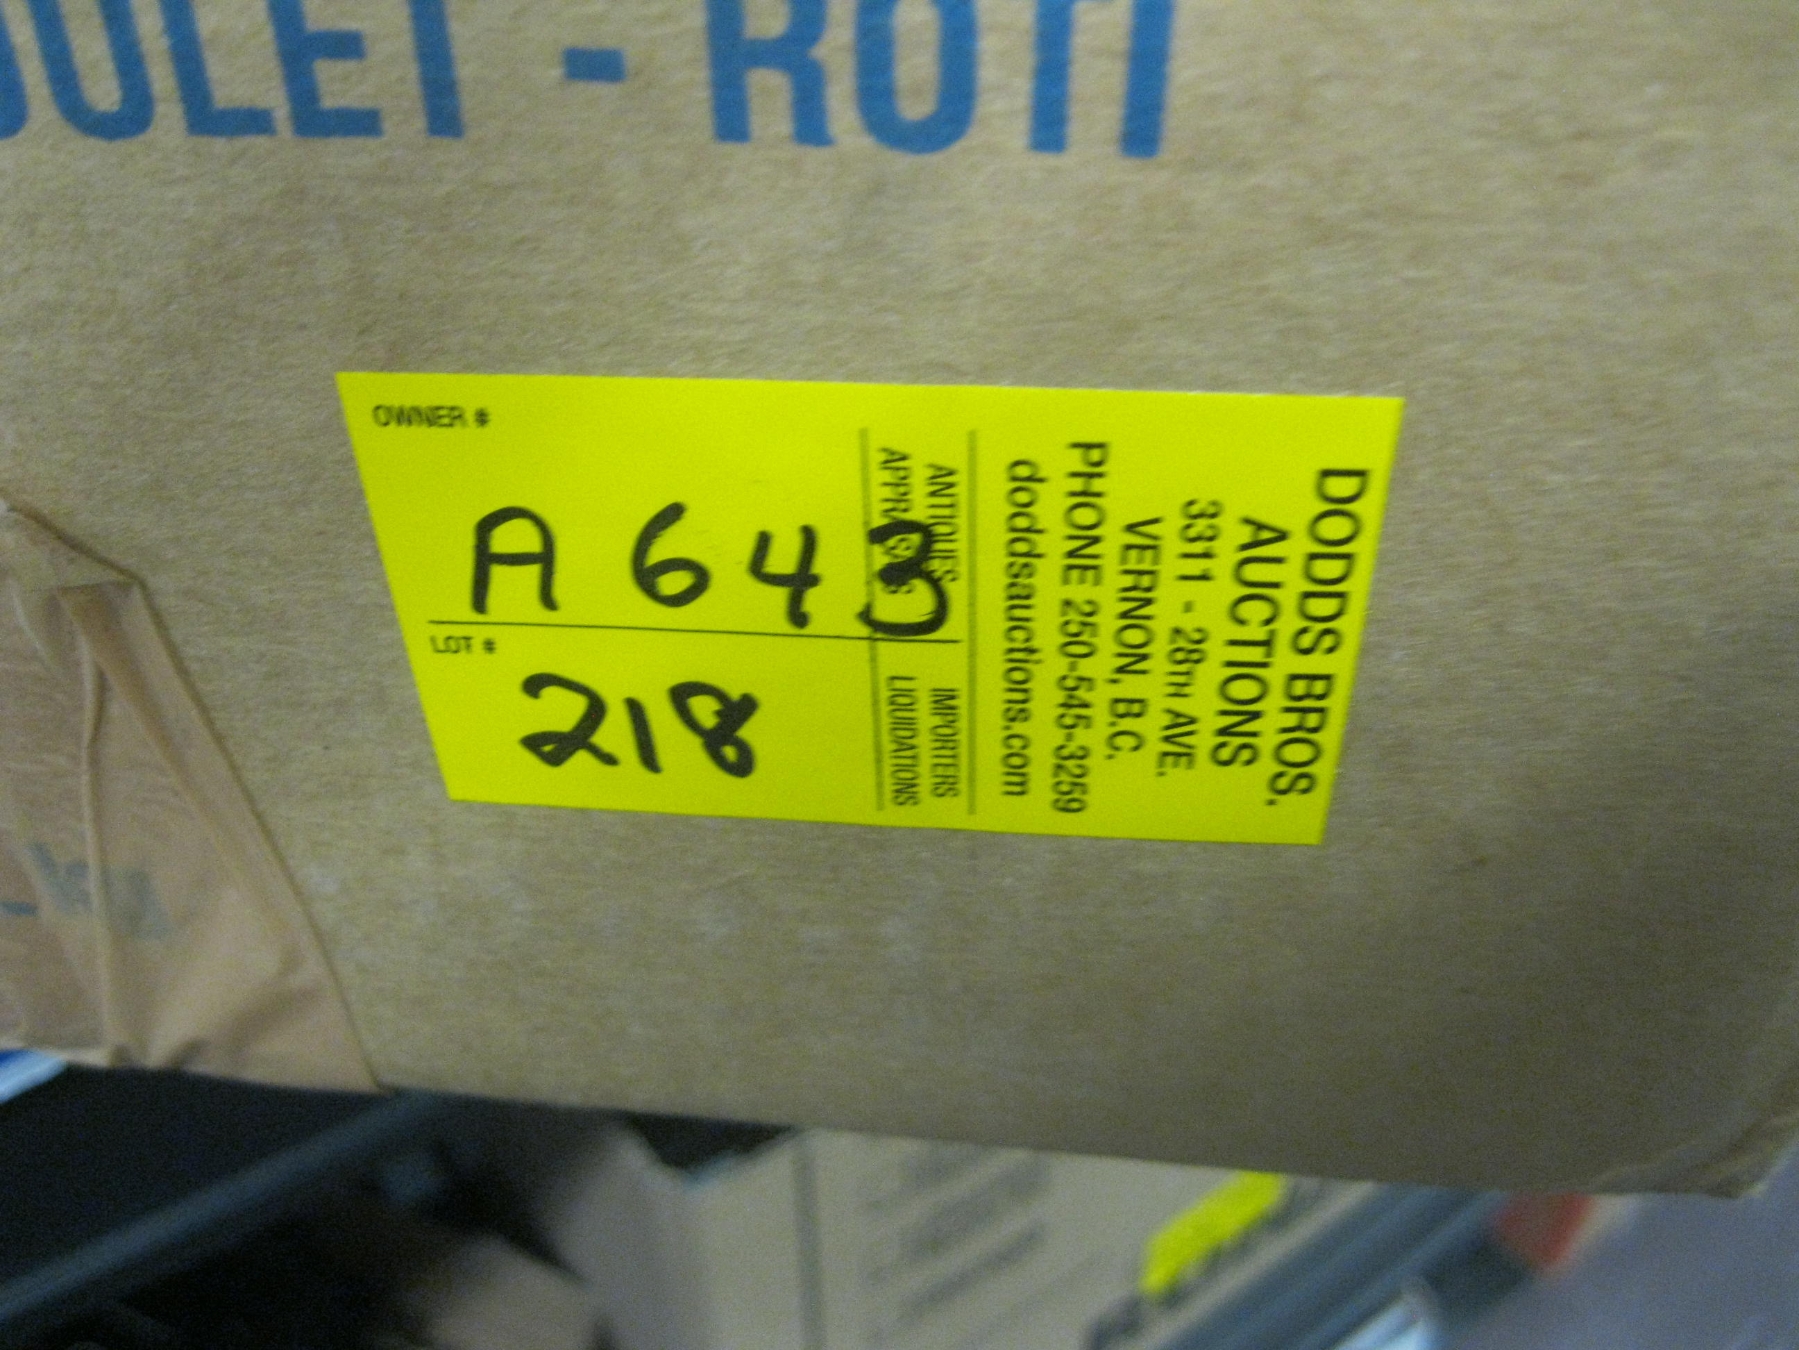 OULET - ROTI
OWNER #
A 643
LOT #
218
DODDS BROS.
AUCTIONS
3311 - 28TH AVE.
VERNON, B.C.
PHONE 250-545-3259
doddsauctions.com
ANTIQUES IMPORTERS
APPRAISALS LIQUIDATIONS